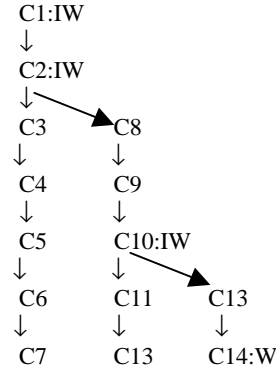 C1:IW
↓
C2:IW
↓
C3 C8
↓ ↓
C4 C9
↓ ↓
C5 C10:IW
↓ ↓
C6 C11 C13
↓ ↓ ↓
C7 C13 C14:W